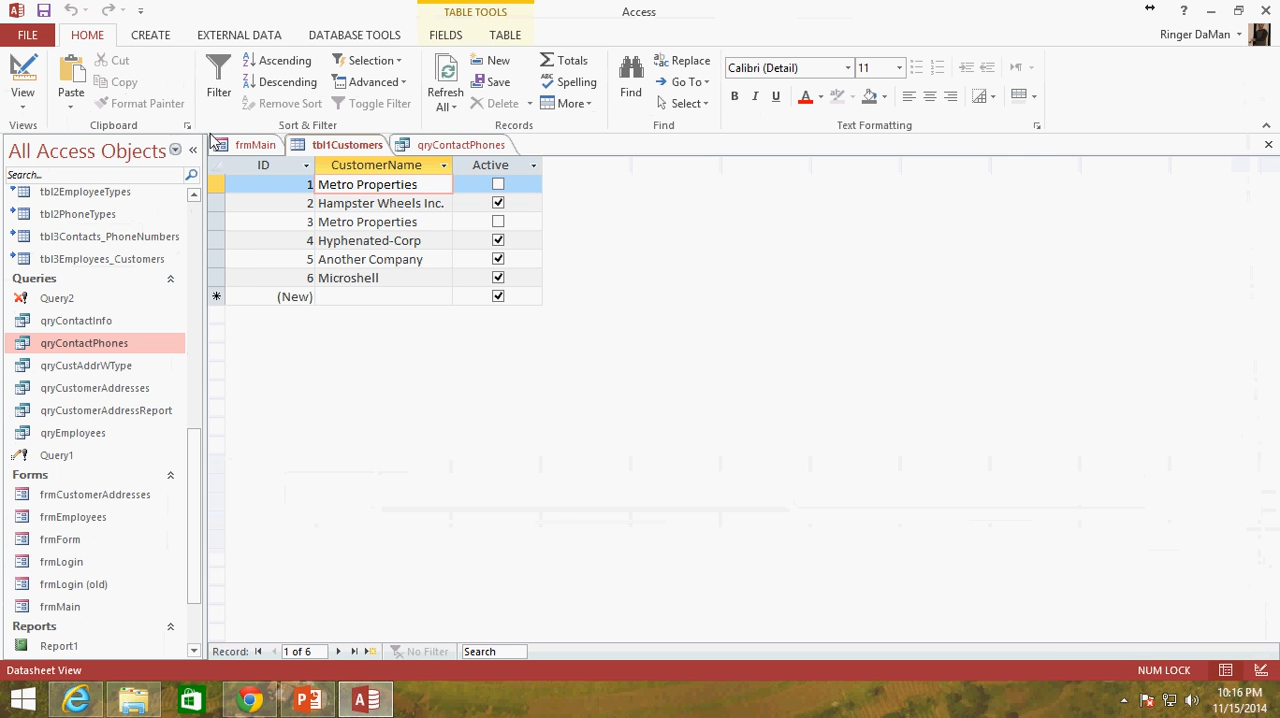 TABLE TOOLS
Access
FILE
HOME
CREATE
EXTERNAL DATA
DATABASE TOOLS
FIELDS
TABLE
Ringer DaMan
View
Views
Paste
Cut
Copy
Format Painter
Clipboard
Filter
Ascending
Descending
Remove Sort
Selection
Advanced
Toggle Filter
Sort & Filter
Refresh
All
New
Save
Delete
Totals
Spelling
More
Records
Find
Replace
Go To
Select
Find
Calibri (Detail)
11
B I U A
Text Formatting
All Access Objects
Search...
tbl2EmployeeTypes
tbl2PhoneTypes
tbl3Contacts_PhoneNumbers
tbl3Employees_Customers
Queries
Query2
qryContactInfo
qryContactPhones
qryCustAddrWType
qryCustomerAddresses
qryCustomerAddressReport
qryEmployees
Query1
Forms
frmCustomerAddresses
frmEmployees
frmForm
frmLogin
frmLogin (old)
frmMain
Reports
Report1
frmMain
tbl1Customers
qryContactPhones
ID CustomerName Active
1 Metro Properties
2 Hampster Wheels Inc.
3 Metro Properties
4 Hyphenated-Corp
5 Another Company
6 Microshell
(New)
Record: 1 of 6 No Filter Search
Datasheet View
NUM LOCK
10:16 PM
11/15/2014